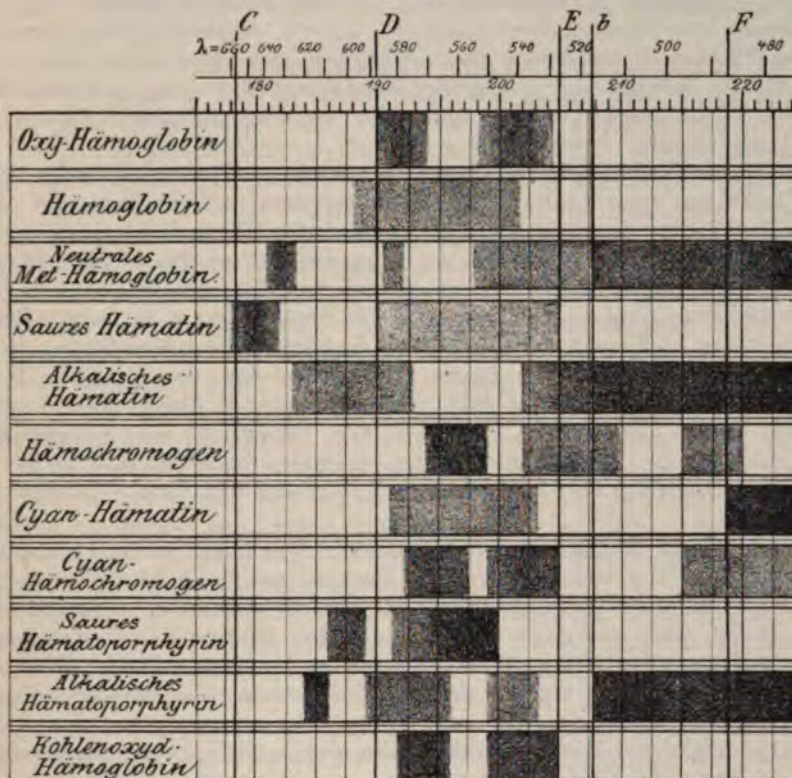 C D E b F
λ=660 640 620 600 580 560 540 520 500 480
180 190 200 210 220
Oxy-Hämoglobin
Hämoglobin
Neutrales
Met-Hämoglobin.
Saures Hämatin
Alkalisches
Hämatin
Hämochromogen
Cyan-Hämatin
Cyan-
Hämochromogen
Saures
Hämatoporphyrin
Alkalisches
Hämatoporphyrin
Kohlenoxyd-
Hämoglobin